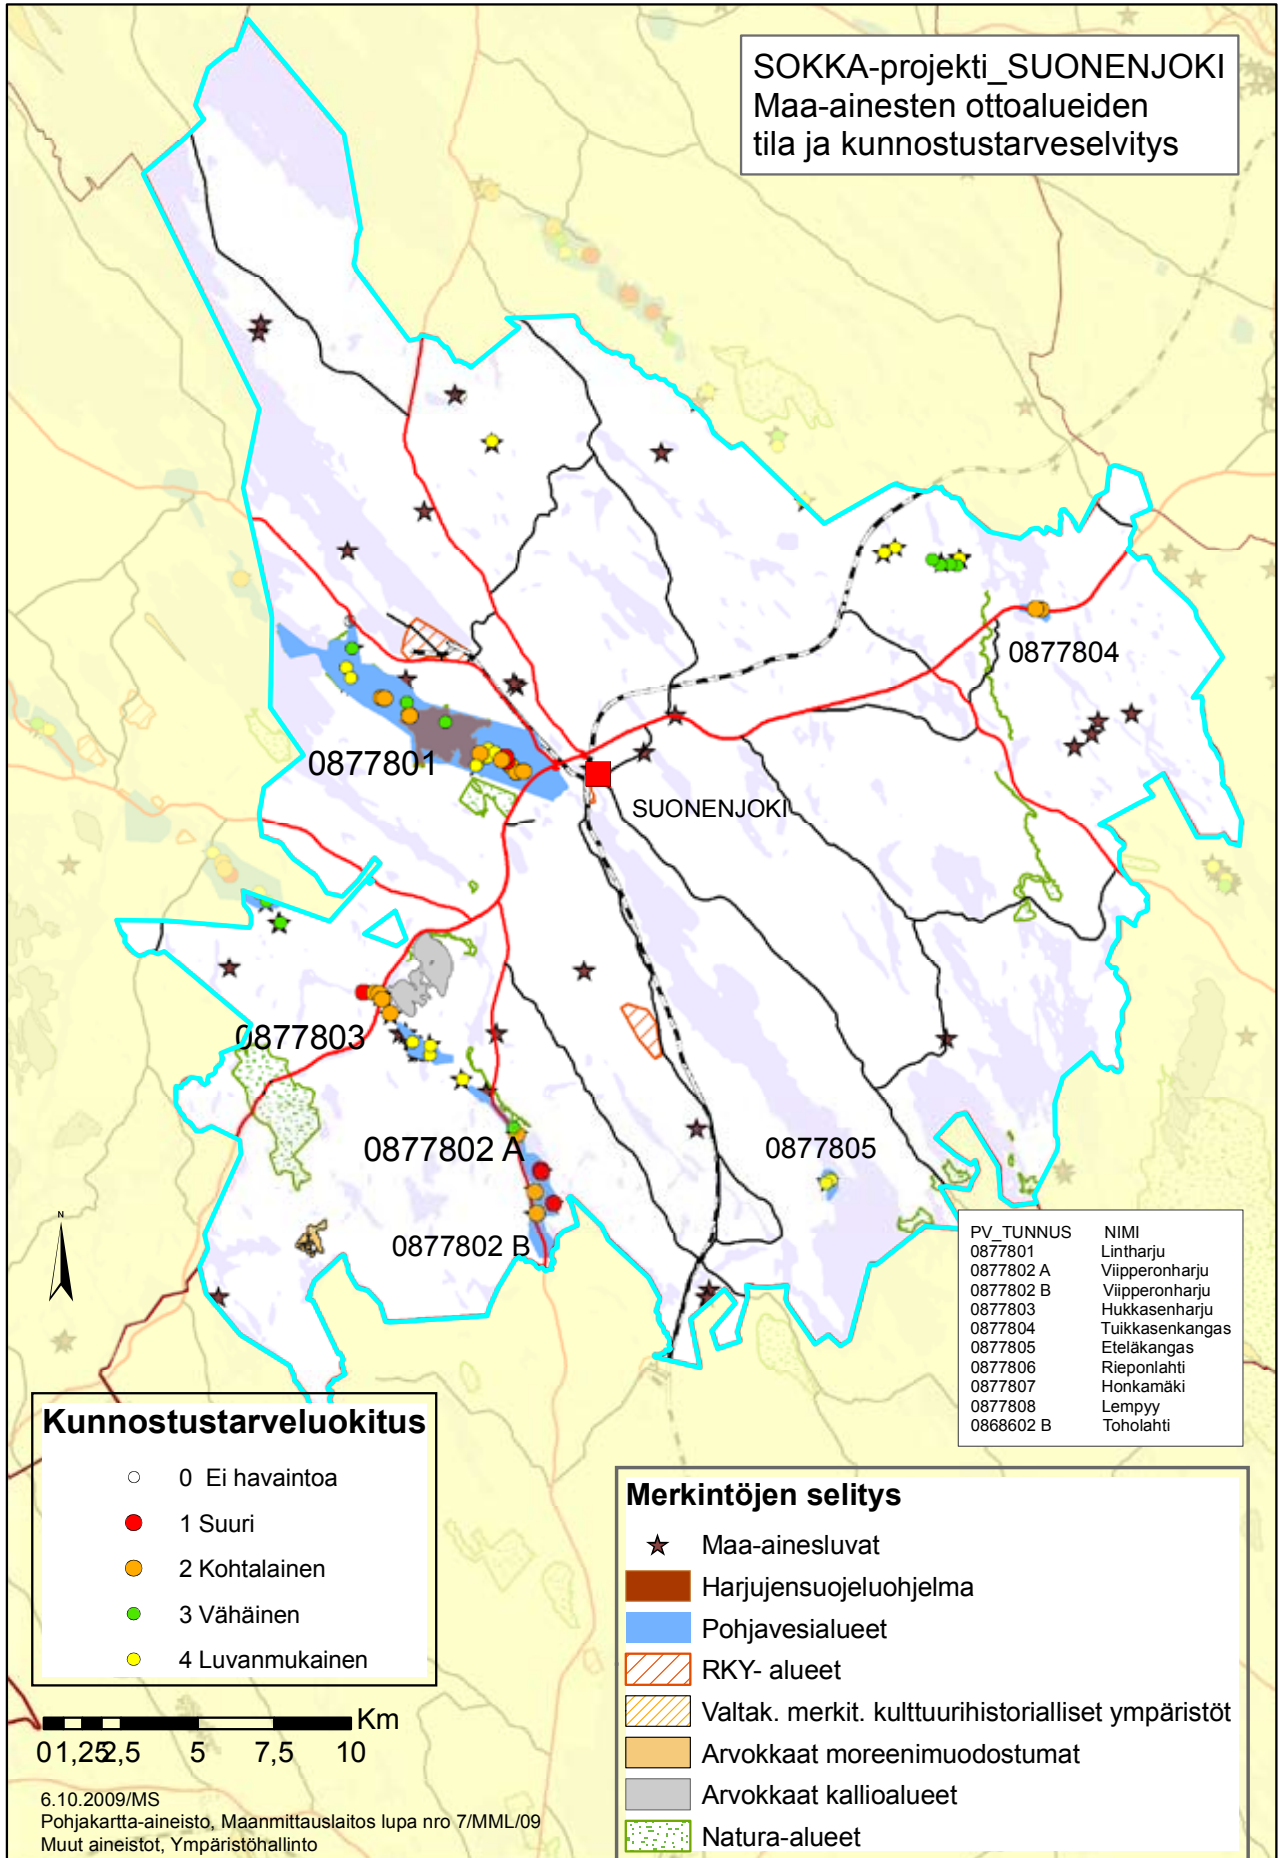 SOKKA-projekti_SUONENJOKI
Maa-ainesten ottoalueiden
tila ja kunnostustarveselvitys
0877804
0877801
SUONENJOKI
0877803
0877802 A
0877805
0877802 B
N
PV_TUNNUS NIMI
0877801 Lintharju
0877802 A Viipperonharju
0877802 B Viipperonharju
0877803 Hukkasenharju
0877804 Tuikkasenkangas
0877805 Eteläkangas
0877806 Rieponlahti
0877807 Honkamäki
0877808 Lempyy
0868602 B Toholahti
Kunnostustarveluokitus
0 Ei havaintoa
1 Suuri
2 Kohtalainen
3 Vähäinen
4 Luvanmukainen
Km
0 1,25 2,5 5 7,5 10
6.10.2009/MS
Pohjakartta-aineisto, Maanmittauslaitos lupa nro 7/MML/09
Muut aineistot, Ympäristöhallinto
Merkintöjen selitys
Maa-ainesluvat
Harjujensuojeluohjelma
Pohjavesialueet
RKY- alueet
Valtak. merkit. kulttuurihistorialliset ympäristöt
Arvokkaat moreenimuodostumat
Arvokkaat kallioalueet
Natura-alueet